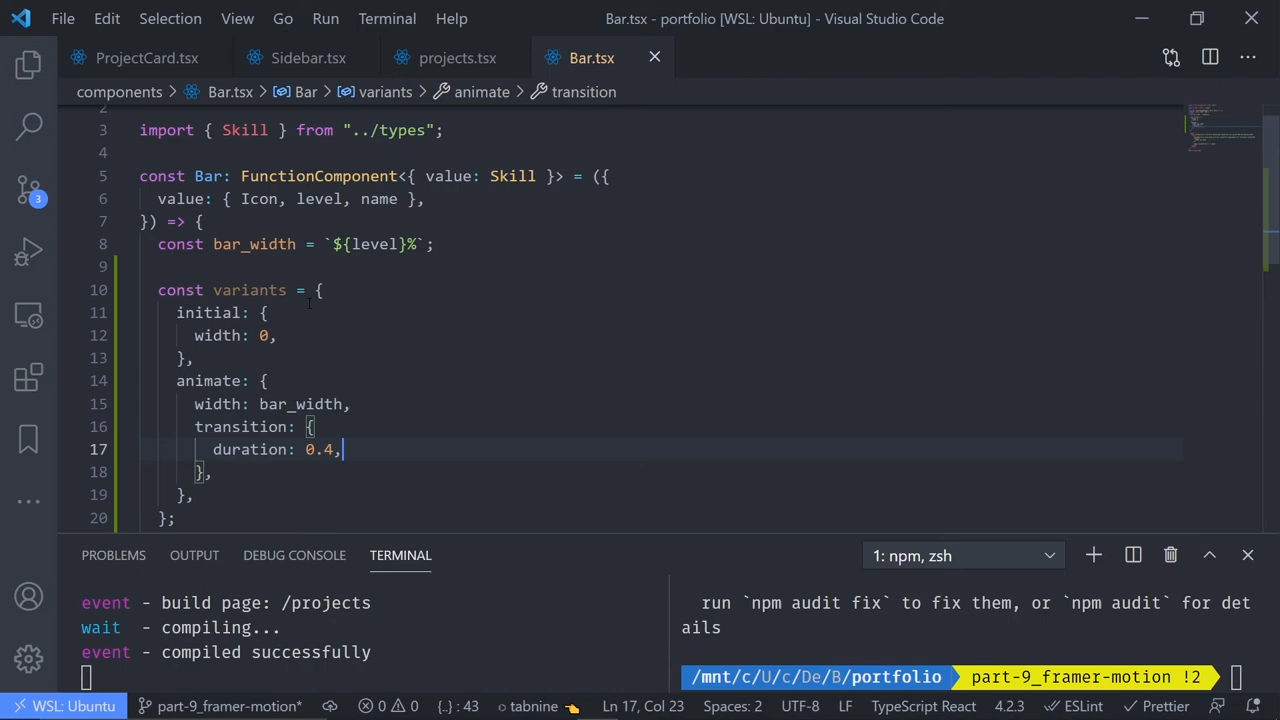 File Edit Selection View Go Run Terminal Help Bar.tsx - portfolio [WSL: Ubuntu] - Visual Studio Code
ProjectCard.tsx Sidebar.tsx projects.tsx Bar.tsx
components > Bar.tsx > Bar > variants > animate > transition
2
3 import { Skill } from "../types";
4
5 const Bar: FunctionComponent<{ value: Skill }> = ({
6 value: { Icon, level, name },
7 }) => {
8 const bar_width = `${level}%`;
9
10 const variants = {
11 initial: {
12 width: 0,
13 },
14 animate: {
15 width: bar_width,
16 transition: {
17 duration: 0.4,
18 },
19 },
20 };
3
PROBLEMS OUTPUT DEBUG CONSOLE TERMINAL 1: npm, zsh
event - build page: /projects
wait - compiling...
event - compiled successfully
run `npm audit fix` to fix them, or `npm audit` for det
ails
/mnt/c/U/c/De/B/portfolio part-9_framer-motion !2
WSL: Ubuntu part-9_framer-motion* 0 0 {..} : 43 tabnine Ln 17, Col 23 Spaces: 2 UTF-8 LF TypeScript React 4.2.3 ESLint Prettier